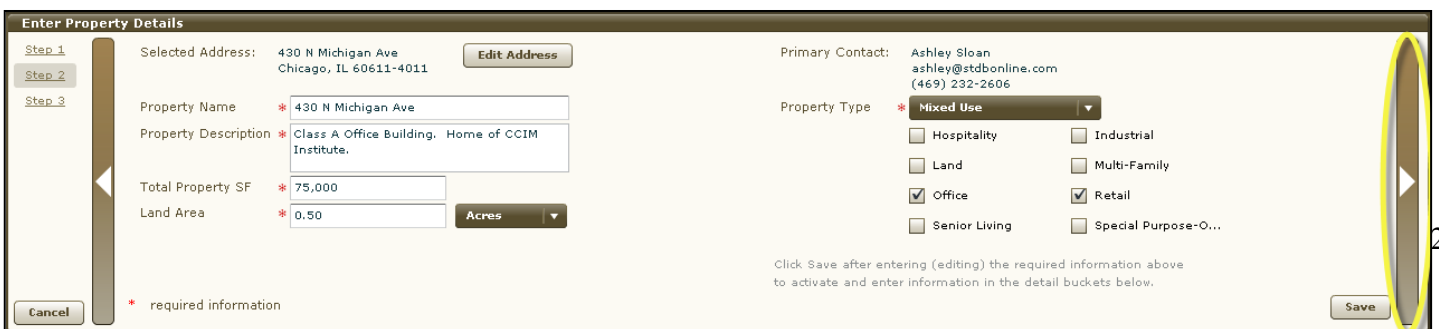 Enter Property Details
Step 1
Step 2
Step 3
Cancel
Selected Address: 430 N Michigan Ave
Chicago, IL 60611-4011
Edit Address
Property Name * 430 N Michigan Ave
Property Description * Class A Office Building. Home of CCIM
Institute.
Total Property SF * 75,000
Land Area * 0.50 Acres
* required information
Primary Contact: Ashley Sloan
ashley@stdbonline.com
(469) 232-2606
Property Type * Mixed Use
Hospitality Industrial
Land Multi-Family
Office Retail
Senior Living Special Purpose-O...
Click Save after entering (editing) the required information above
to activate and enter information in the detail buckets below.
Save